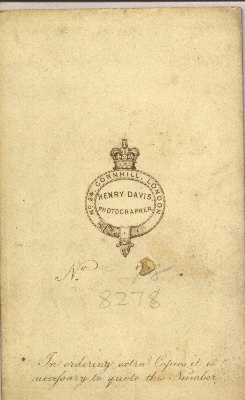 No. 24 CORNHILL, LONDON
HENRY DAVIS,
PHOTOGRAPHER,
No.
8278
In ordering extra Copies it is
necessary to quote this Number